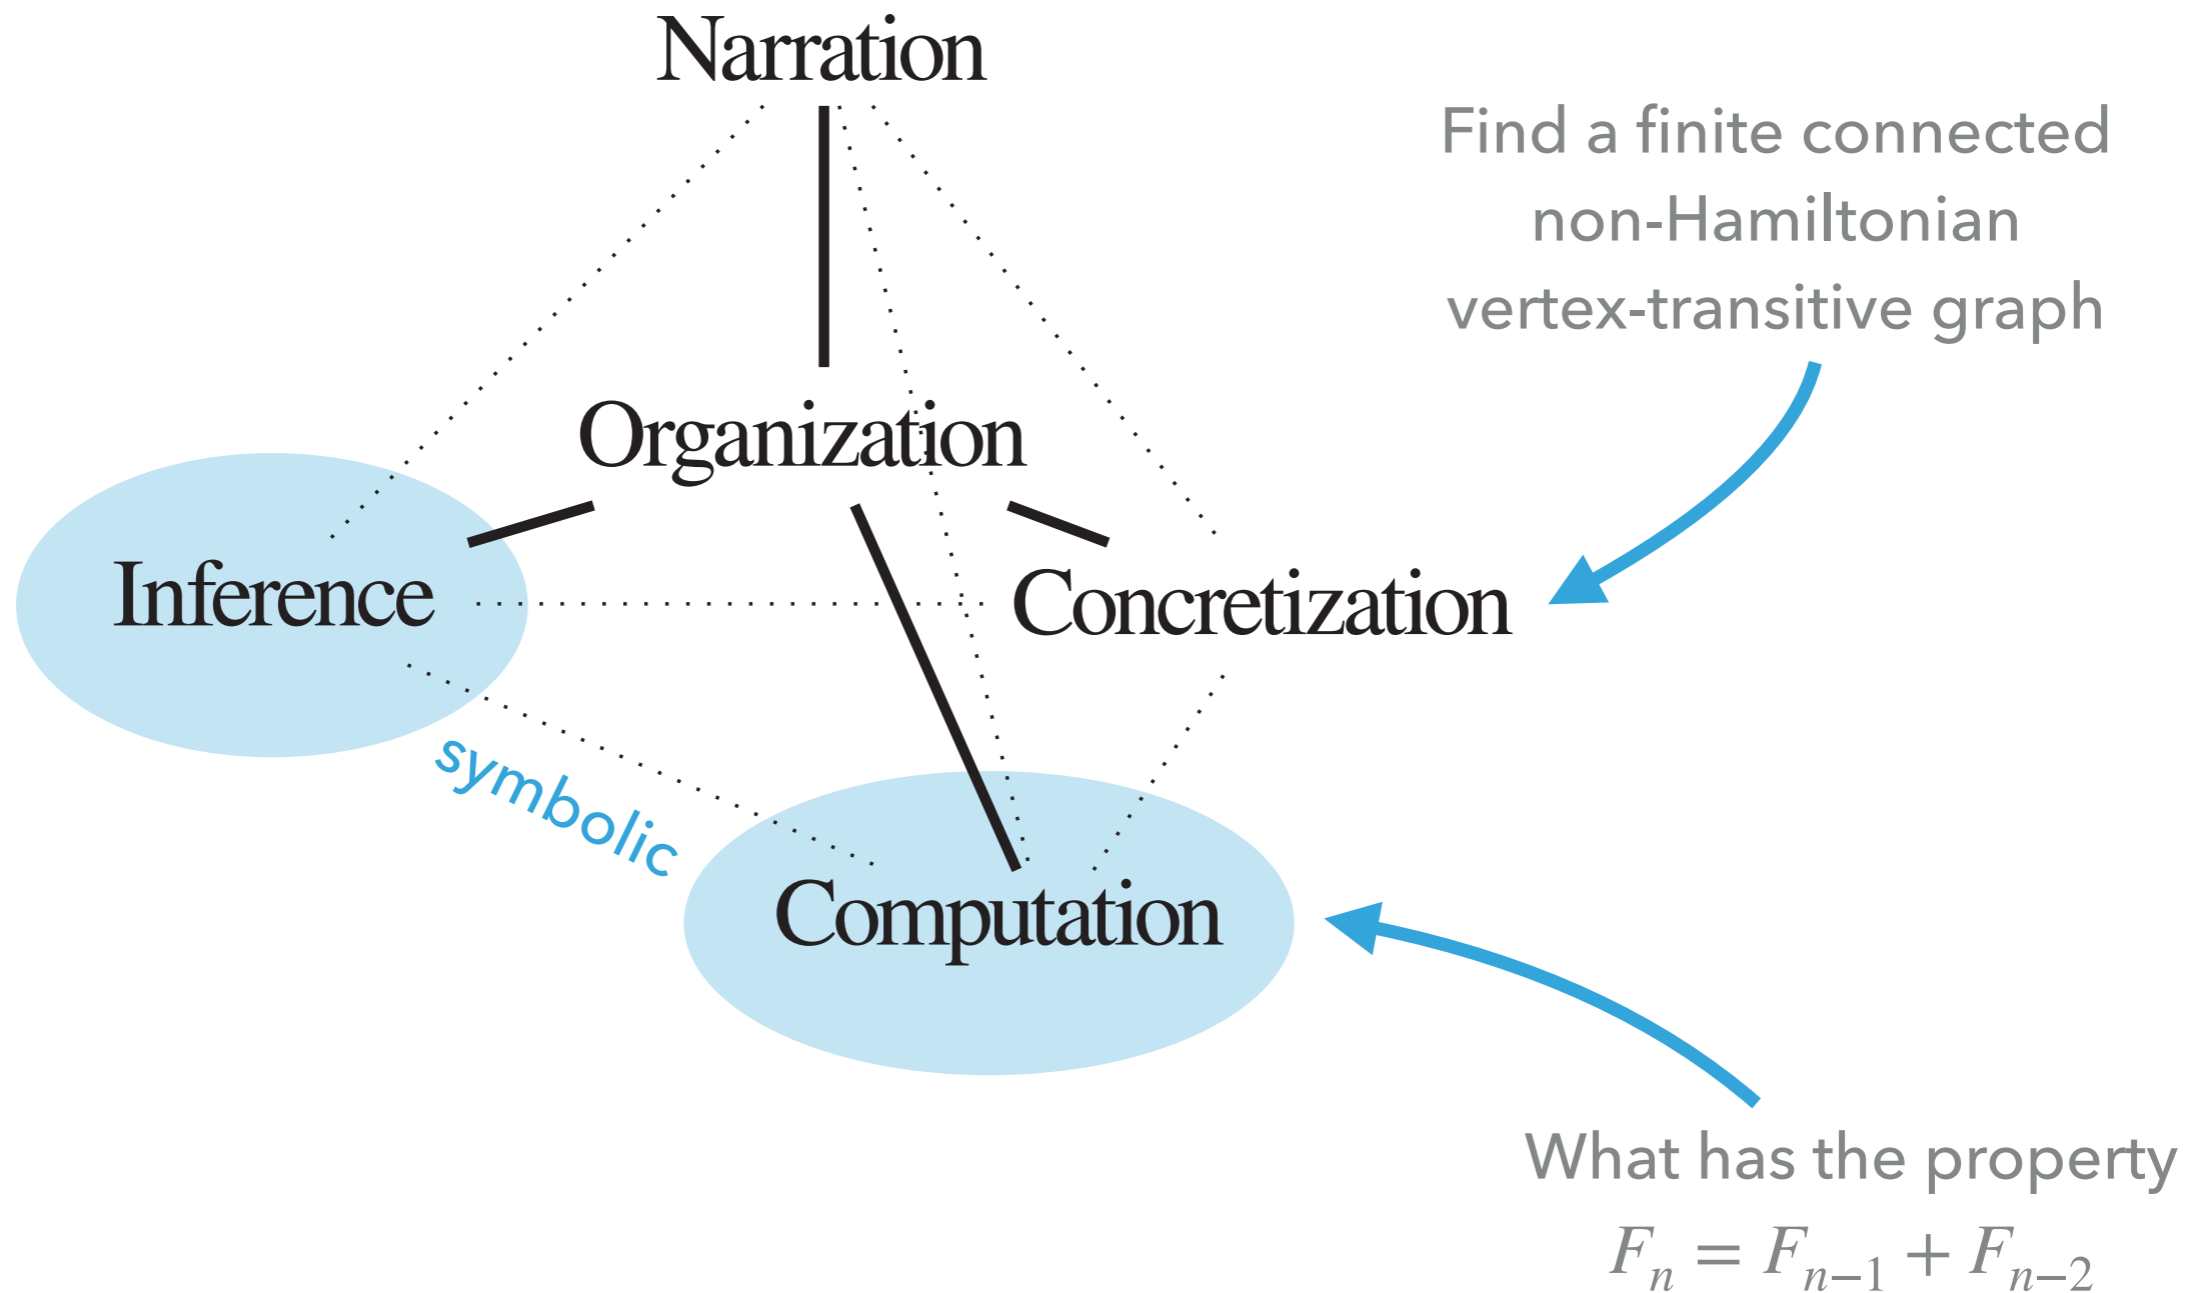 Narration
Find a finite connected
non-Hamiltonian
vertex-transitive graph
Organization
Inference
Concretization
symbolic
Computation
What has the property
Fₙ = Fₙ₋₁ + Fₙ₋₂